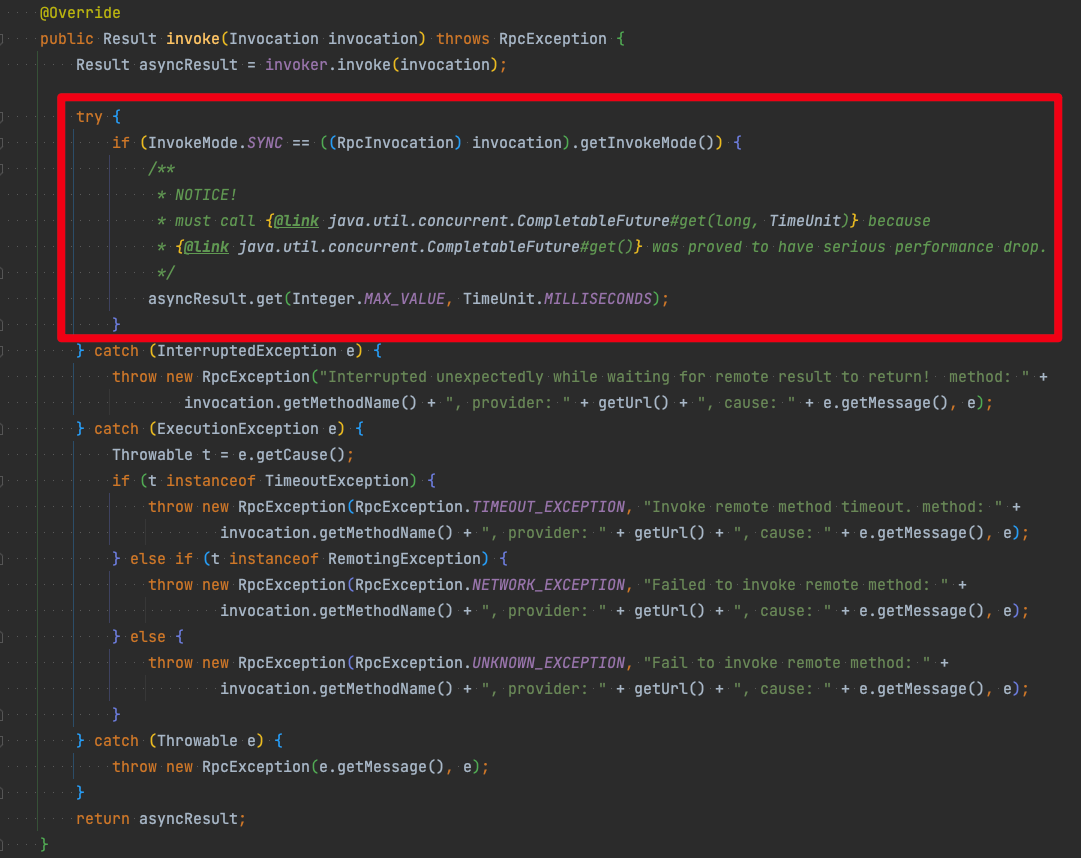 @Override
public Result invoke(Invocation invocation) throws RpcException {
Result asyncResult = invoker.invoke(invocation);
try {
if (InvokeMode.SYNC == ((RpcInvocation) invocation).getInvokeMode()) {
/**
* NOTICE!
* must call {@link java.util.concurrent.CompletableFuture#get(long, TimeUnit)} because
* {@link java.util.concurrent.CompletableFuture#get()} was proved to have serious performance drop.
*/
asyncResult.get(Integer.MAX_VALUE, TimeUnit.MILLISECONDS);
}
} catch (InterruptedException e) {
throw new RpcException("Interrupted unexpectedly while waiting for remote result to return!  method: " +
invocation.getMethodName() + ", provider: " + getUrl() + ", cause: " + e.getMessage(), e);
} catch (ExecutionException e) {
Throwable t = e.getCause();
if (t instanceof TimeoutException) {
throw new RpcException(RpcException.TIMEOUT_EXCEPTION, "Invoke remote method timeout. method: " +
invocation.getMethodName() + ", provider: " + getUrl() + ", cause: " + e.getMessage(), e);
} else if (t instanceof RemotingException) {
throw new RpcException(RpcException.NETWORK_EXCEPTION, "Failed to invoke remote method: " +
invocation.getMethodName() + ", provider: " + getUrl() + ", cause: " + e.getMessage(), e);
} else {
throw new RpcException(RpcException.UNKNOWN_EXCEPTION, "Fail to invoke remote method: " +
invocation.getMethodName() + ", provider: " + getUrl() + ", cause: " + e.getMessage(), e);
}
} catch (Throwable e) {
throw new RpcException(e.getMessage(), e);
}
return asyncResult;
}